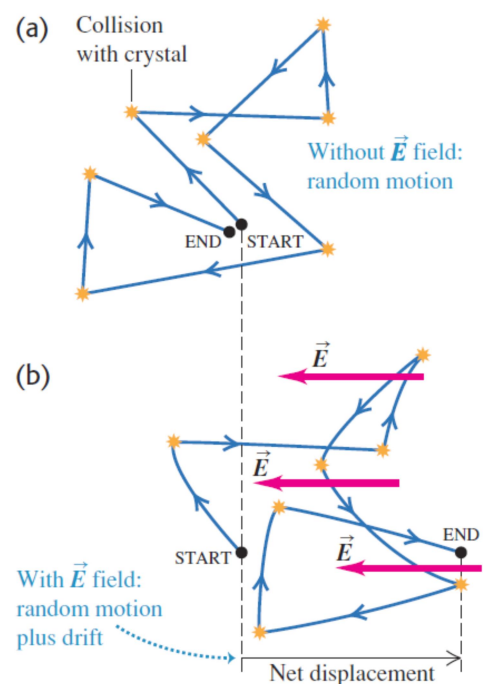 (a)
Collision
with crystal
Without E⃗ field:
random motion
END
START
(b)
E⃗
E⃗
END
START
E⃗
With E⃗ field:
random motion
plus drift
Net displacement